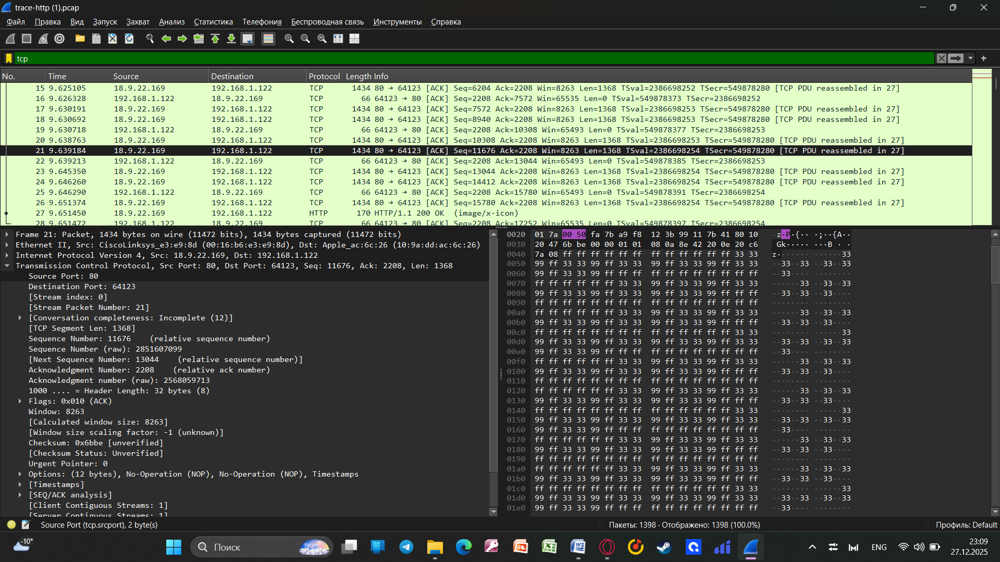 trace-http (1).pcap
Файл Правка Вид Запуск Захват Анализ Статистика Телефония Беспроводная связь Инструменты Справка
tcp
No. Time Source Destination Protocol Length Info
15 9.625105 18.9.22.169 192.168.1.122 TCP 1434 80 → 64123 [ACK] Seq=6204 Ack=2208 Win=8263 Len=1368 TSval=2386698252 TSecr=549878280 [TCP PDU reassembled in 27]
16 9.626328 192.168.1.122 18.9.22.169 TCP 66 64123 → 80 [ACK] Seq=2208 Ack=7572 Win=65535 Len=0 TSval=549878373 TSecr=2386698252
17 9.630191 18.9.22.169 192.168.1.122 TCP 1434 80 → 64123 [ACK] Seq=7572 Ack=2208 Win=8263 Len=1368 TSval=2386698253 TSecr=549878280 [TCP PDU reassembled in 27]
18 9.630692 18.9.22.169 192.168.1.122 TCP 1434 80 → 64123 [ACK] Seq=8940 Ack=2208 Win=8263 Len=1368 TSval=2386698253 TSecr=549878280 [TCP PDU reassembled in 27]
19 9.630718 192.168.1.122 18.9.22.169 TCP 66 64123 → 80 [ACK] Seq=2208 Ack=10308 Win=65493 Len=0 TSval=549878377 TSecr=2386698253
20 9.638763 18.9.22.169 192.168.1.122 TCP 1434 80 → 64123 [ACK] Seq=10308 Ack=2208 Win=8263 Len=1368 TSval=2386698253 TSecr=549878280 [TCP PDU reassembled in 27]
21 9.639184 18.9.22.169 192.168.1.122 TCP 1434 80 → 64123 [ACK] Seq=11676 Ack=2208 Win=8263 Len=1368 TSval=2386698254 TSecr=549878280 [TCP PDU reassembled in 27]
22 9.639213 192.168.1.122 18.9.22.169 TCP 66 64123 → 80 [ACK] Seq=2208 Ack=13044 Win=65493 Len=0 TSval=549878385 TSecr=2386698253
23 9.645350 18.9.22.169 192.168.1.122 TCP 1434 80 → 64123 [ACK] Seq=13044 Ack=2208 Win=8263 Len=1368 TSval=2386698254 TSecr=549878280 [TCP PDU reassembled in 27]
24 9.646260 18.9.22.169 192.168.1.122 TCP 1434 80 → 64123 [ACK] Seq=14412 Ack=2208 Win=8263 Len=1368 TSval=2386698254 TSecr=549878280 [TCP PDU reassembled in 27]
25 9.646290 192.168.1.122 18.9.22.169 TCP 66 64123 → 80 [ACK] Seq=2208 Ack=15780 Win=65493 Len=0 TSval=549878391 TSecr=2386698254
26 9.651374 18.9.22.169 192.168.1.122 TCP 1434 80 → 64123 [ACK] Seq=15780 Ack=2208 Win=8263 Len=1368 TSval=2386698254 TSecr=549878280 [TCP PDU reassembled in 27]
27 9.651450 18.9.22.169 192.168.1.122 HTTP 170 HTTP/1.1 200 OK (image/x-icon)
28 9.651472 192.168.1.122 18.9.22.169 TCP 66 64123 → 80 [ACK] Seq=2208 Ack=17252 Win=65535 Len=0 TSval=549878397 TSecr=2386698254
Frame 21: Packet, 1434 bytes on wire (11472 bits), 1434 bytes captured (11472 bits)
Ethernet II, Src: CiscoLinksys_e3:e9:8d (00:16:b6:e3:e9:8d), Dst: Apple_ac:6c:26 (10:9a:dd:ac:6c:26)
Internet Protocol Version 4, Src: 18.9.22.169, Dst: 192.168.1.122
Transmission Control Protocol, Src Port: 80, Dst Port: 64123, Seq: 11676, Ack: 2208, Len: 1368
Source Port: 80
Destination Port: 64123
[Stream index: 0]
[Stream Packet Number: 21]
[Conversation completeness: Incomplete (12)]
[TCP Segment Len: 1368]
Sequence Number: 11676 (relative sequence number)
Sequence Number (raw): 2851607099
[Next Sequence Number: 13044 (relative sequence number)]
Acknowledgment Number: 2208 (relative ack number)
Acknowledgment number (raw): 2568059713
1000 .... = Header Length: 32 bytes (8)
Flags: 0x010 (ACK)
Window: 8263
[Calculated window size: 8263]
[Window size scaling factor: -1 (unknown)]
Checksum: 0x6bbe [unverified]
[Checksum Status: Unverified]
Urgent Pointer: 0
Options: (12 bytes), No-Operation (NOP), No-Operation (NOP), Timestamps
[Timestamps]
[SEQ/ACK analysis]
[Client Contiguous Streams: 1]
[Server Contiguous Streams: 1]
0020 01 7a 00 50 fa 7b a9 f8 12 3b 99 11 7b 41 80 10 ·z·P·{···;··{A··
0030 20 47 6b be 00 00 01 01 08 0a 8e 42 20 0e 20 c6 Gk········B · ·
0040 7a 08 ff ff ff ff ff ff ff ff ff ff ff ff 33 33 z·············33
0050 99 ff 33 33 99 ff 33 33 99 ff 33 33 99 ff 33 33 ··33··33··33··33
0060 99 ff 33 33 99 ff ff ff ff ff ff ff ff ff ff ff ··33············
0070 ff ff ff ff ff ff 33 33 99 ff 33 33 99 ff 33 33 ······33··33··33
0080 99 ff 33 33 99 ff 33 33 99 ff 33 33 99 ff ff ff ··33··33··33····
0090 ff ff ff ff ff ff ff ff ff ff ff ff ff ff ff ff ················
00a0 ff ff ff ff ff ff 33 33 99 ff 33 33 99 ff 33 33 ······33··33··33
00b0 99 ff 33 33 99 ff 33 33 99 ff 33 33 99 ff ff ff ··33··33··33····
00c0 ff ff ff ff ff ff ff ff ff ff ff ff ff ff 33 33 ··············33
00d0 99 ff 33 33 99 ff 33 33 99 ff 33 33 99 ff 33 33 ··33··33··33··33
00e0 99 ff 33 33 99 ff ff ff ff ff ff ff ff ff ff ff ··33············
00f0 ff ff ff ff ff ff 33 33 99 ff 33 33 99 ff 33 33 ······33··33··33
0100 99 ff 33 33 99 ff 33 33 99 ff 33 33 99 ff ff ff ··33··33··33····
0110 ff ff ff ff ff ff ff ff ff ff ff ff ff ff ff ff ················
0120 ff ff ff ff ff ff 33 33 99 ff 33 33 99 ff 33 33 ······33··33··33
0130 99 ff 33 33 99 ff 33 33 99 ff 33 33 99 ff ff ff ··33··33··33····
0140 ff ff ff ff ff ff ff ff ff ff ff ff ff ff 33 33 ··············33
0150 99 ff 33 33 99 ff 33 33 99 ff 33 33 99 ff 33 33 ··33··33··33··33
0160 99 ff 33 33 99 ff ff ff ff ff ff ff ff ff ff ff ··33············
0170 ff ff ff ff ff ff 33 33 99 ff 33 33 99 ff 33 33 ······33··33··33
0180 99 ff 33 33 99 ff 33 33 99 ff 33 33 99 ff ff ff ··33··33··33····
0190 ff ff ff ff ff ff ff ff ff ff ff ff ff ff ff ff ················
01a0 ff ff ff ff ff ff 33 33 99 ff 33 33 99 ff 33 33 ······33··33··33
01b0 99 ff 33 33 99 ff 33 33 99 ff 33 33 99 ff ff ff ··33··33··33····
01c0 ff ff ff ff ff ff ff ff ff ff ff ff ff ff 33 33 ··············33
01d0 99 ff 33 33 99 ff 33 33 99 ff 33 33 99 ff 33 33 ··33··33··33··33
01e0 99 ff 33 33 99 ff ff ff ff ff ff ff ff ff ff ff ··33············
Source Port (tcp.srcport), 2 byte(s) Пакеты: 1398 · Отображено: 1398 (100.0%) Профиль: Default
-10° Поиск ENG 23:09
27.12.2025